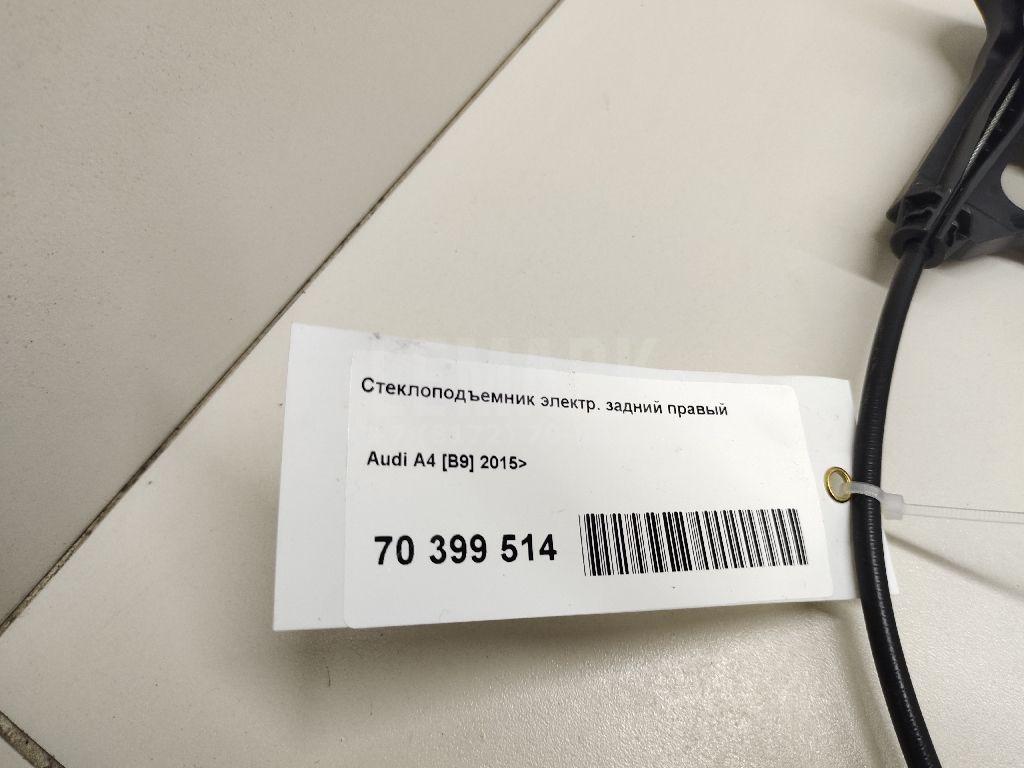 Стеклоподъемник электр. задний правый
Audi A4 [B9] 2015>
70 399 514